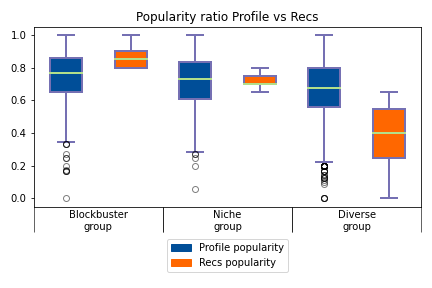 Popularity ratio Profile vs Recs
1.0
0.8
0.6
0.4
0.2
0.0
Blockbuster
group
Niche
group
Diverse
group
Profile popularity
Recs popularity